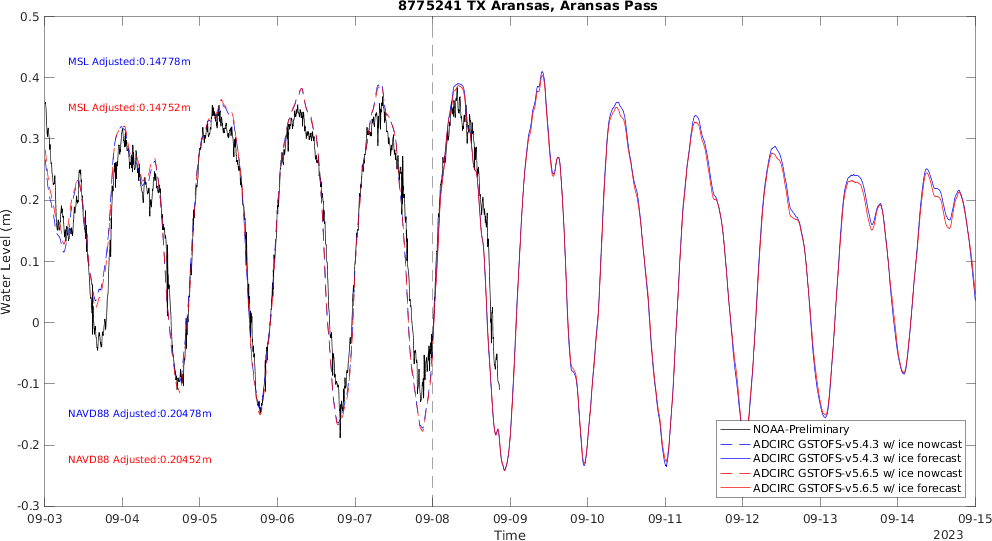 8775241 TX Aransas, Aransas Pass
0.5
0.4
0.3
0.2
0.1
0
-0.1
-0.2
-0.3
Water Level (m)
MSL Adjusted:0.14778m
MSL Adjusted:0.14752m
NAVD88 Adjusted:0.20478m
NAVD88 Adjusted:0.20452m
NOAA-Preliminary
ADCIRC GSTOFS-v5.4.3 w/ ice nowcast
ADCIRC GSTOFS-v5.4.3 w/ ice forecast
ADCIRC GSTOFS-v5.6.5 w/ ice nowcast
ADCIRC GSTOFS-v5.6.5 w/ ice forecast
09-03 09-04 09-05 09-06 09-07 09-08 09-09 09-10 09-11 09-12 09-13 09-14 09-15
Time
2023